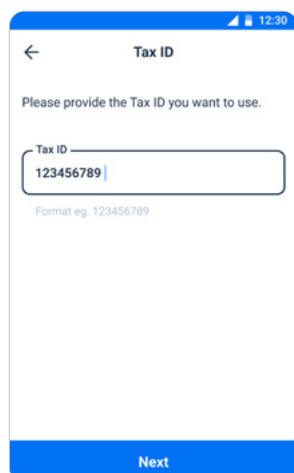 12:30
Tax ID
Please provide the Tax ID you want to use.
Tax ID
123456789
Format eg. 123456789
Next